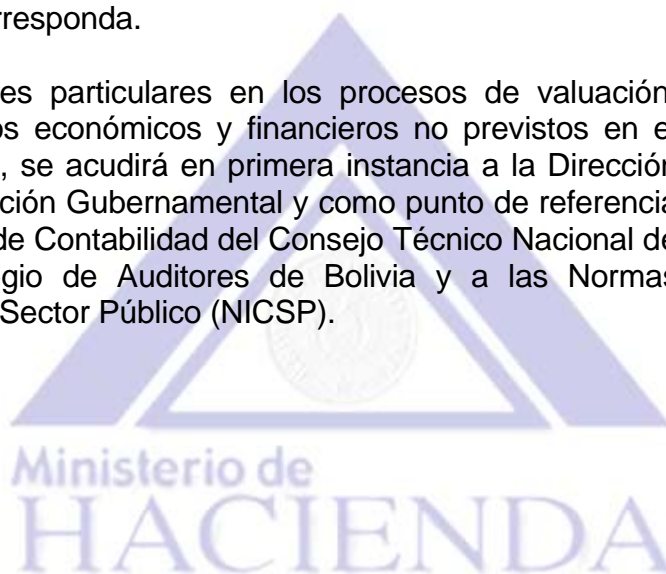 rresponda.
es particulares en los procesos de valuación
os económicos y financieros no previstos en e
, se acudirá en primera instancia a la Dirección
ción Gubernamental y como punto de referencia
de Contabilidad del Consejo Técnico Nacional de
gio de Auditores de Bolivia y a las Normas
Sector Público (NICSP).
Ministerio de
HACIENDA